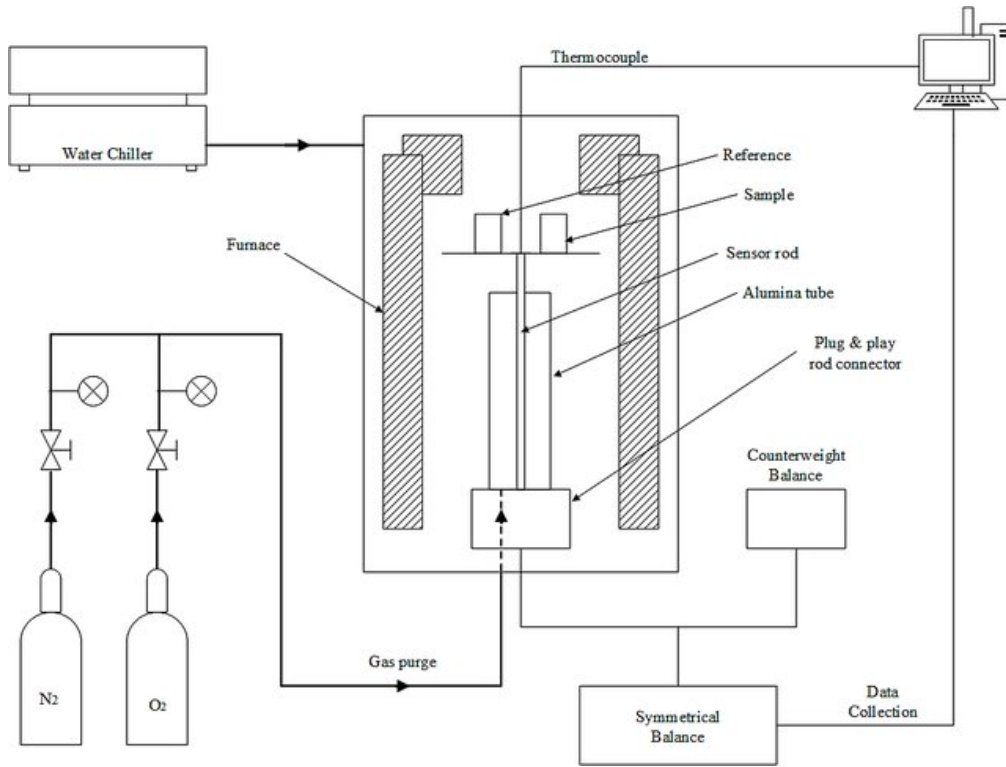 Thermocouple
Water Chiller
Reference
Sample
Furnace
Sensor rod
Alumina tube
Plug & play
rod connector
Counterweight
Balance
Gas purge
N2
O2
Symmetrical
Balance
Data
Collection